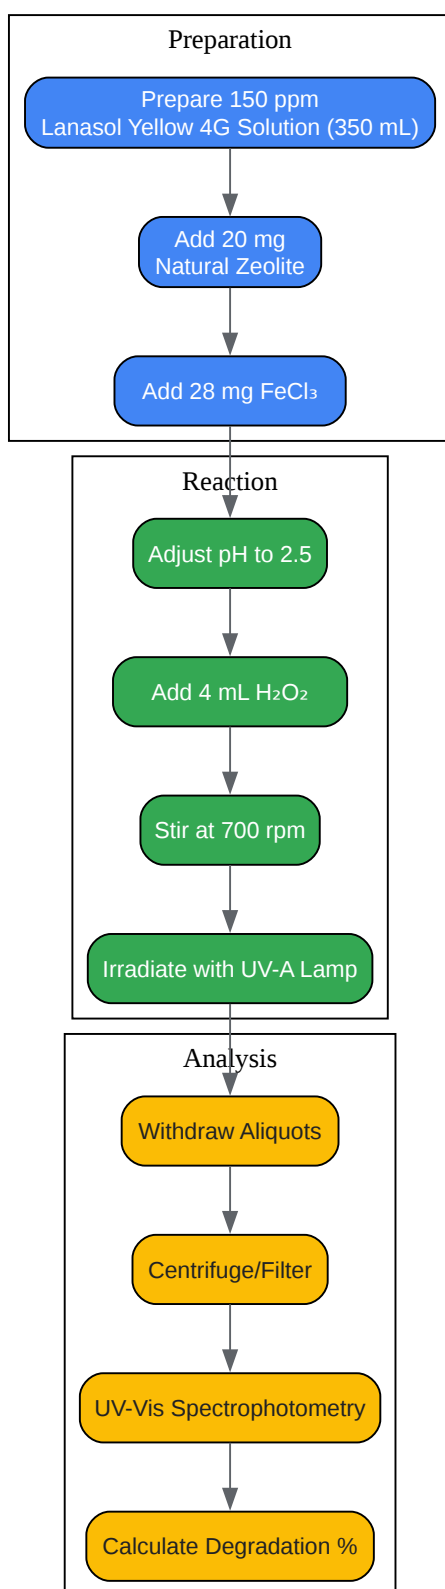 Preparation
Prepare 150 ppm
Lanasol Yellow 4G Solution (350 mL)
Add 20 mg
Natural Zeolite
Add 28 mg FeCl₃
Reaction
Adjust pH to 2.5
Add 4 mL H₂O₂
Stir at 700 rpm
Irradiate with UV-A Lamp
Analysis
Withdraw Aliquots
Centrifuge/Filter
UV-Vis Spectrophotometry
Calculate Degradation %